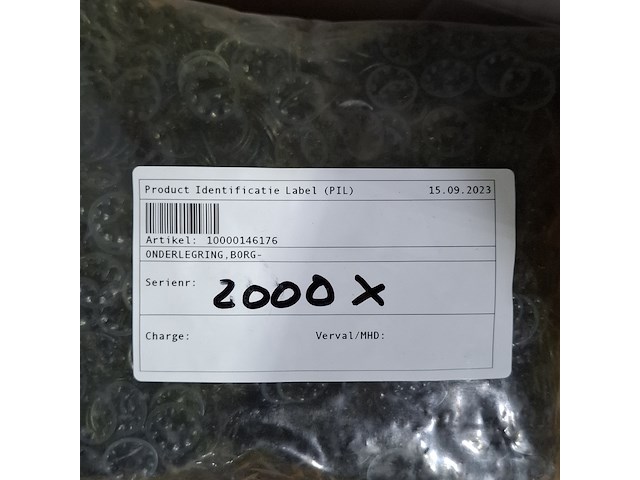 Product Identificatie Label (PIL) 15.09.2023
Artikel: 10000146176
ONDERLEGRING,BORG-
Serienr: 2000 X
Charge: Verval/MHD: